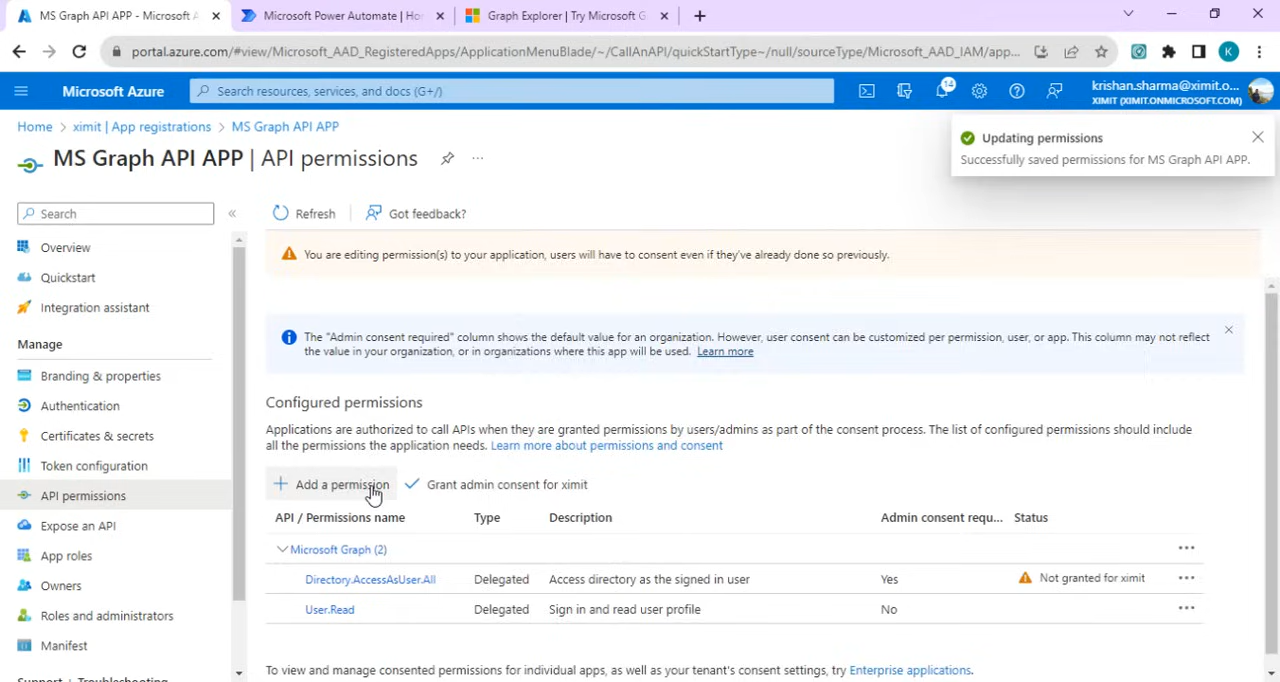 MS Graph API APP - Microsoft A
Microsoft Power Automate | Ho
Graph Explorer | Try Microsoft G
portal.azure.com/#view/Microsoft_AAD_RegisteredApps/ApplicationMenuBlade/~/CallAnAPI/quickStartType~/null/sourceType/Microsoft_AAD_IAM/app...
K
Microsoft Azure
Search resources, services, and docs (G+/)
14
krishan.sharma@ximit.o...
XIMIT (XIMIT.ONMICROSOFT.COM)
Home > ximit | App registrations > MS Graph API APP
MS Graph API APP | API permissions
Updating permissions
Successfully saved permissions for MS Graph API APP.
Search
Refresh
Got feedback?
Overview
Quickstart
Integration assistant
Manage
Branding & properties
Authentication
Certificates & secrets
Token configuration
API permissions
Expose an API
App roles
Owners
Roles and administrators
Manifest
Support + Troubleshooting
You are editing permission(s) to your application, users will have to consent even if they've already done so previously.
The "Admin consent required" column shows the default value for an organization. However, user consent can be customized per permission, user, or app. This column may not reflect
the value in your organization, or in organizations where this app will be used. Learn more
Configured permissions
Applications are authorized to call APIs when they are granted permissions by users/admins as part of the consent process. The list of configured permissions should include
all the permissions the application needs. Learn more about permissions and consent
Add a permission
Grant admin consent for ximit
API / Permissions name Type Description Admin consent requ... Status
Microsoft Graph (2)
Directory.AccessAsUser.All Delegated Access directory as the signed in user Yes Not granted for ximit
User.Read Delegated Sign in and read user profile No
To view and manage consented permissions for individual apps, as well as your tenant's consent settings, try Enterprise applications.